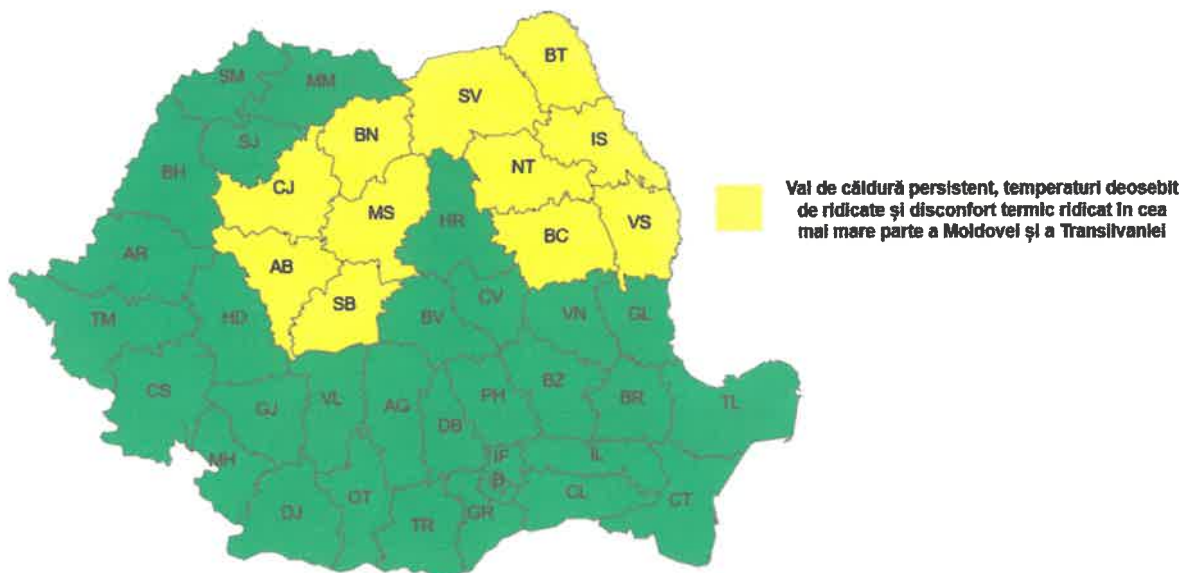 BT
SM
MM
SV
BN
IS
SJ
NT
BH
CJ
MS
HR
VS
BC
AR
AB
SB
CV
TM
HD
BV
VN
GL
CS
GJ
VL
AG
PH
BZ
BR
TL
DB
MH
IF
IL
B
DJ
OT
TR
GR
CL
CT
Val de căldură persistent, temperaturi deosebit
de ridicate și disconfort termic ridicat în cea
mai mare parte a Moldovei și a Transilvaniei